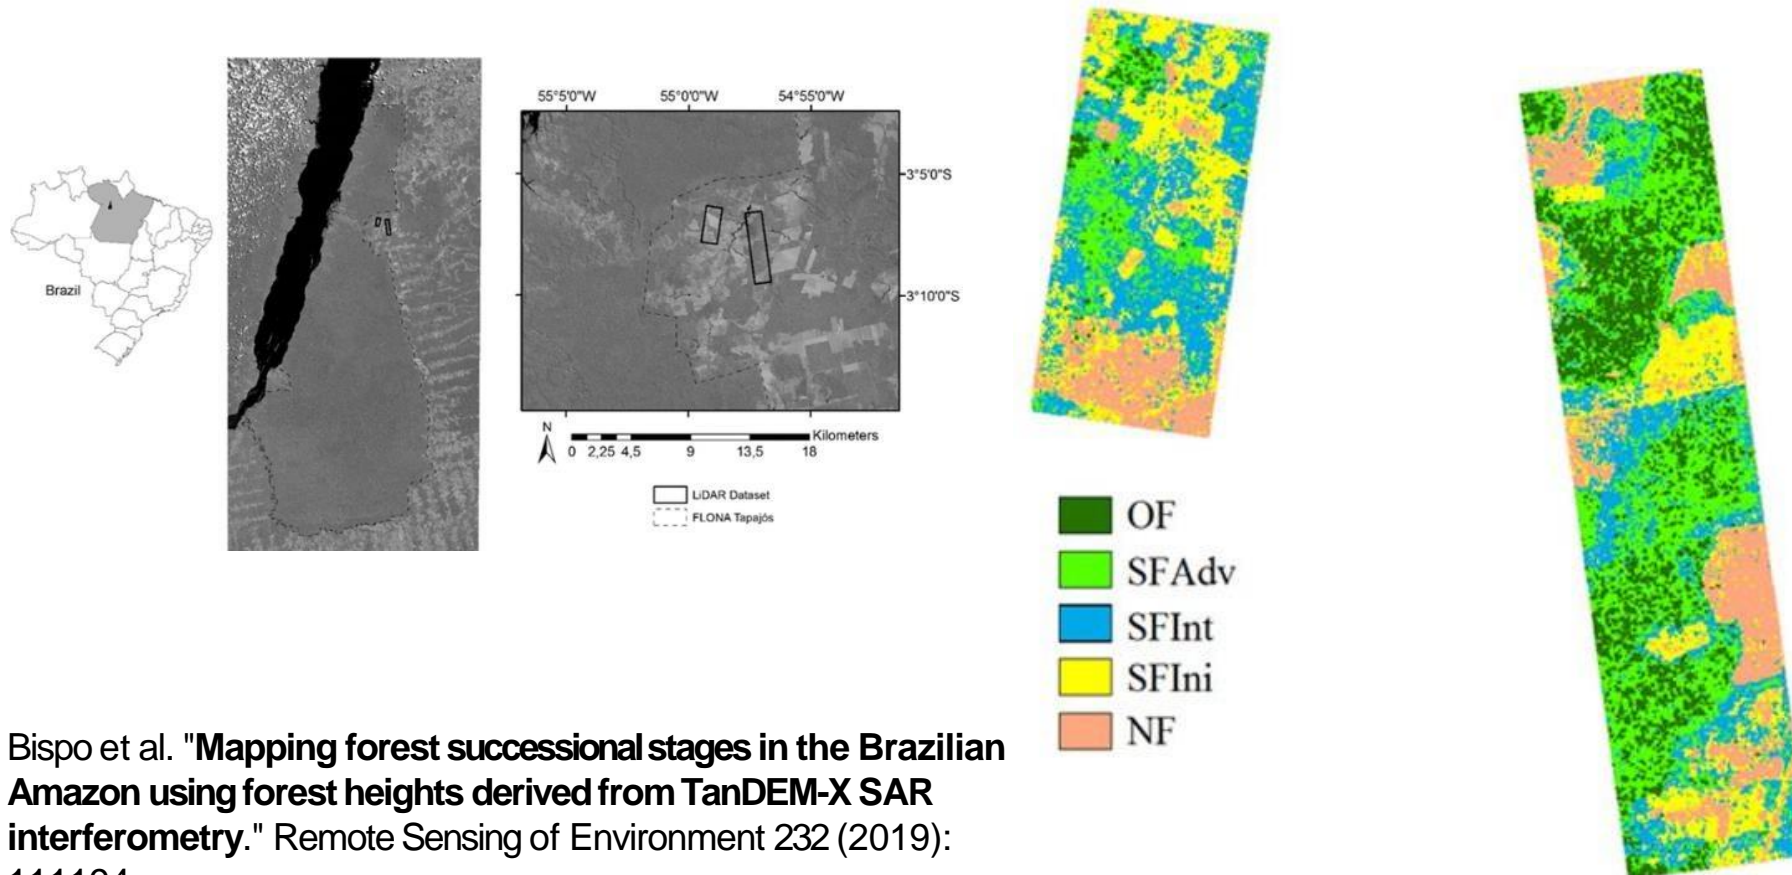 55°5'0"W 55°0'0"W 54°55'0"W
3°5'0"S
3°10'0"S
Brazil
N
Kilometers
0 2,25 4,5 9 13,5 18
LiDAR Dataset
FLONA Tapajós
OF
SFAdv
SFInt
SFIni
NF
Bispo et al. "Mapping forest successional stages in the Brazilian
Amazon using forest heights derived from TanDEM-X SAR
interferometry." Remote Sensing of Environment 232 (2019):